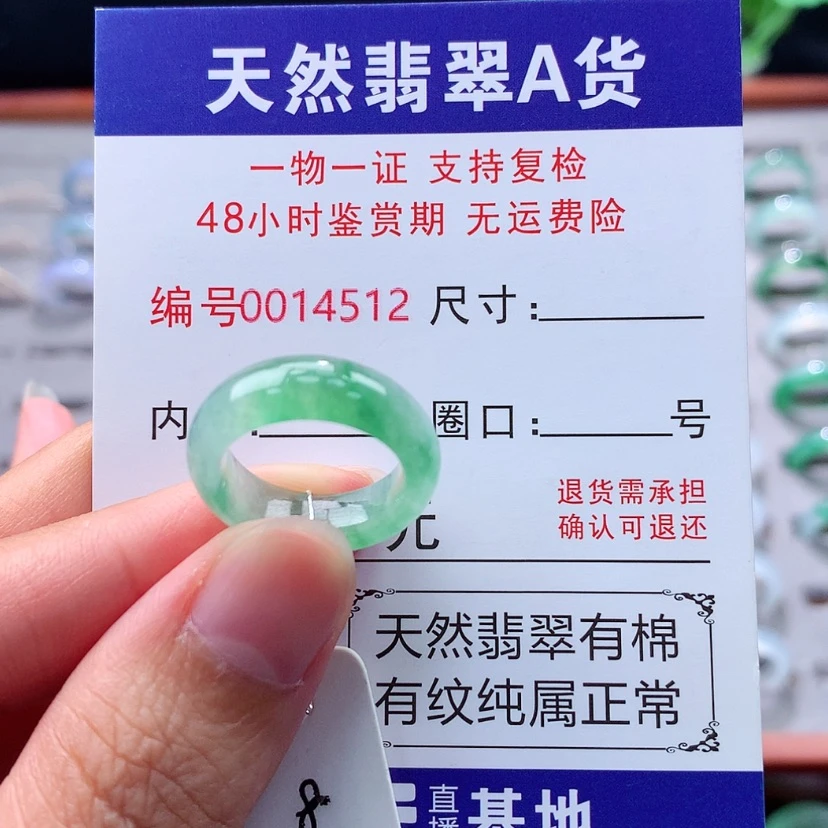 天然翡翠A货
一物一证 支持复检
48小时鉴赏期 无运费险
编号0014512 尺寸:
内 圈口: 号
元
退货需承担
确认可退还
天然翡翠有棉
有纹纯属正常
直播基地